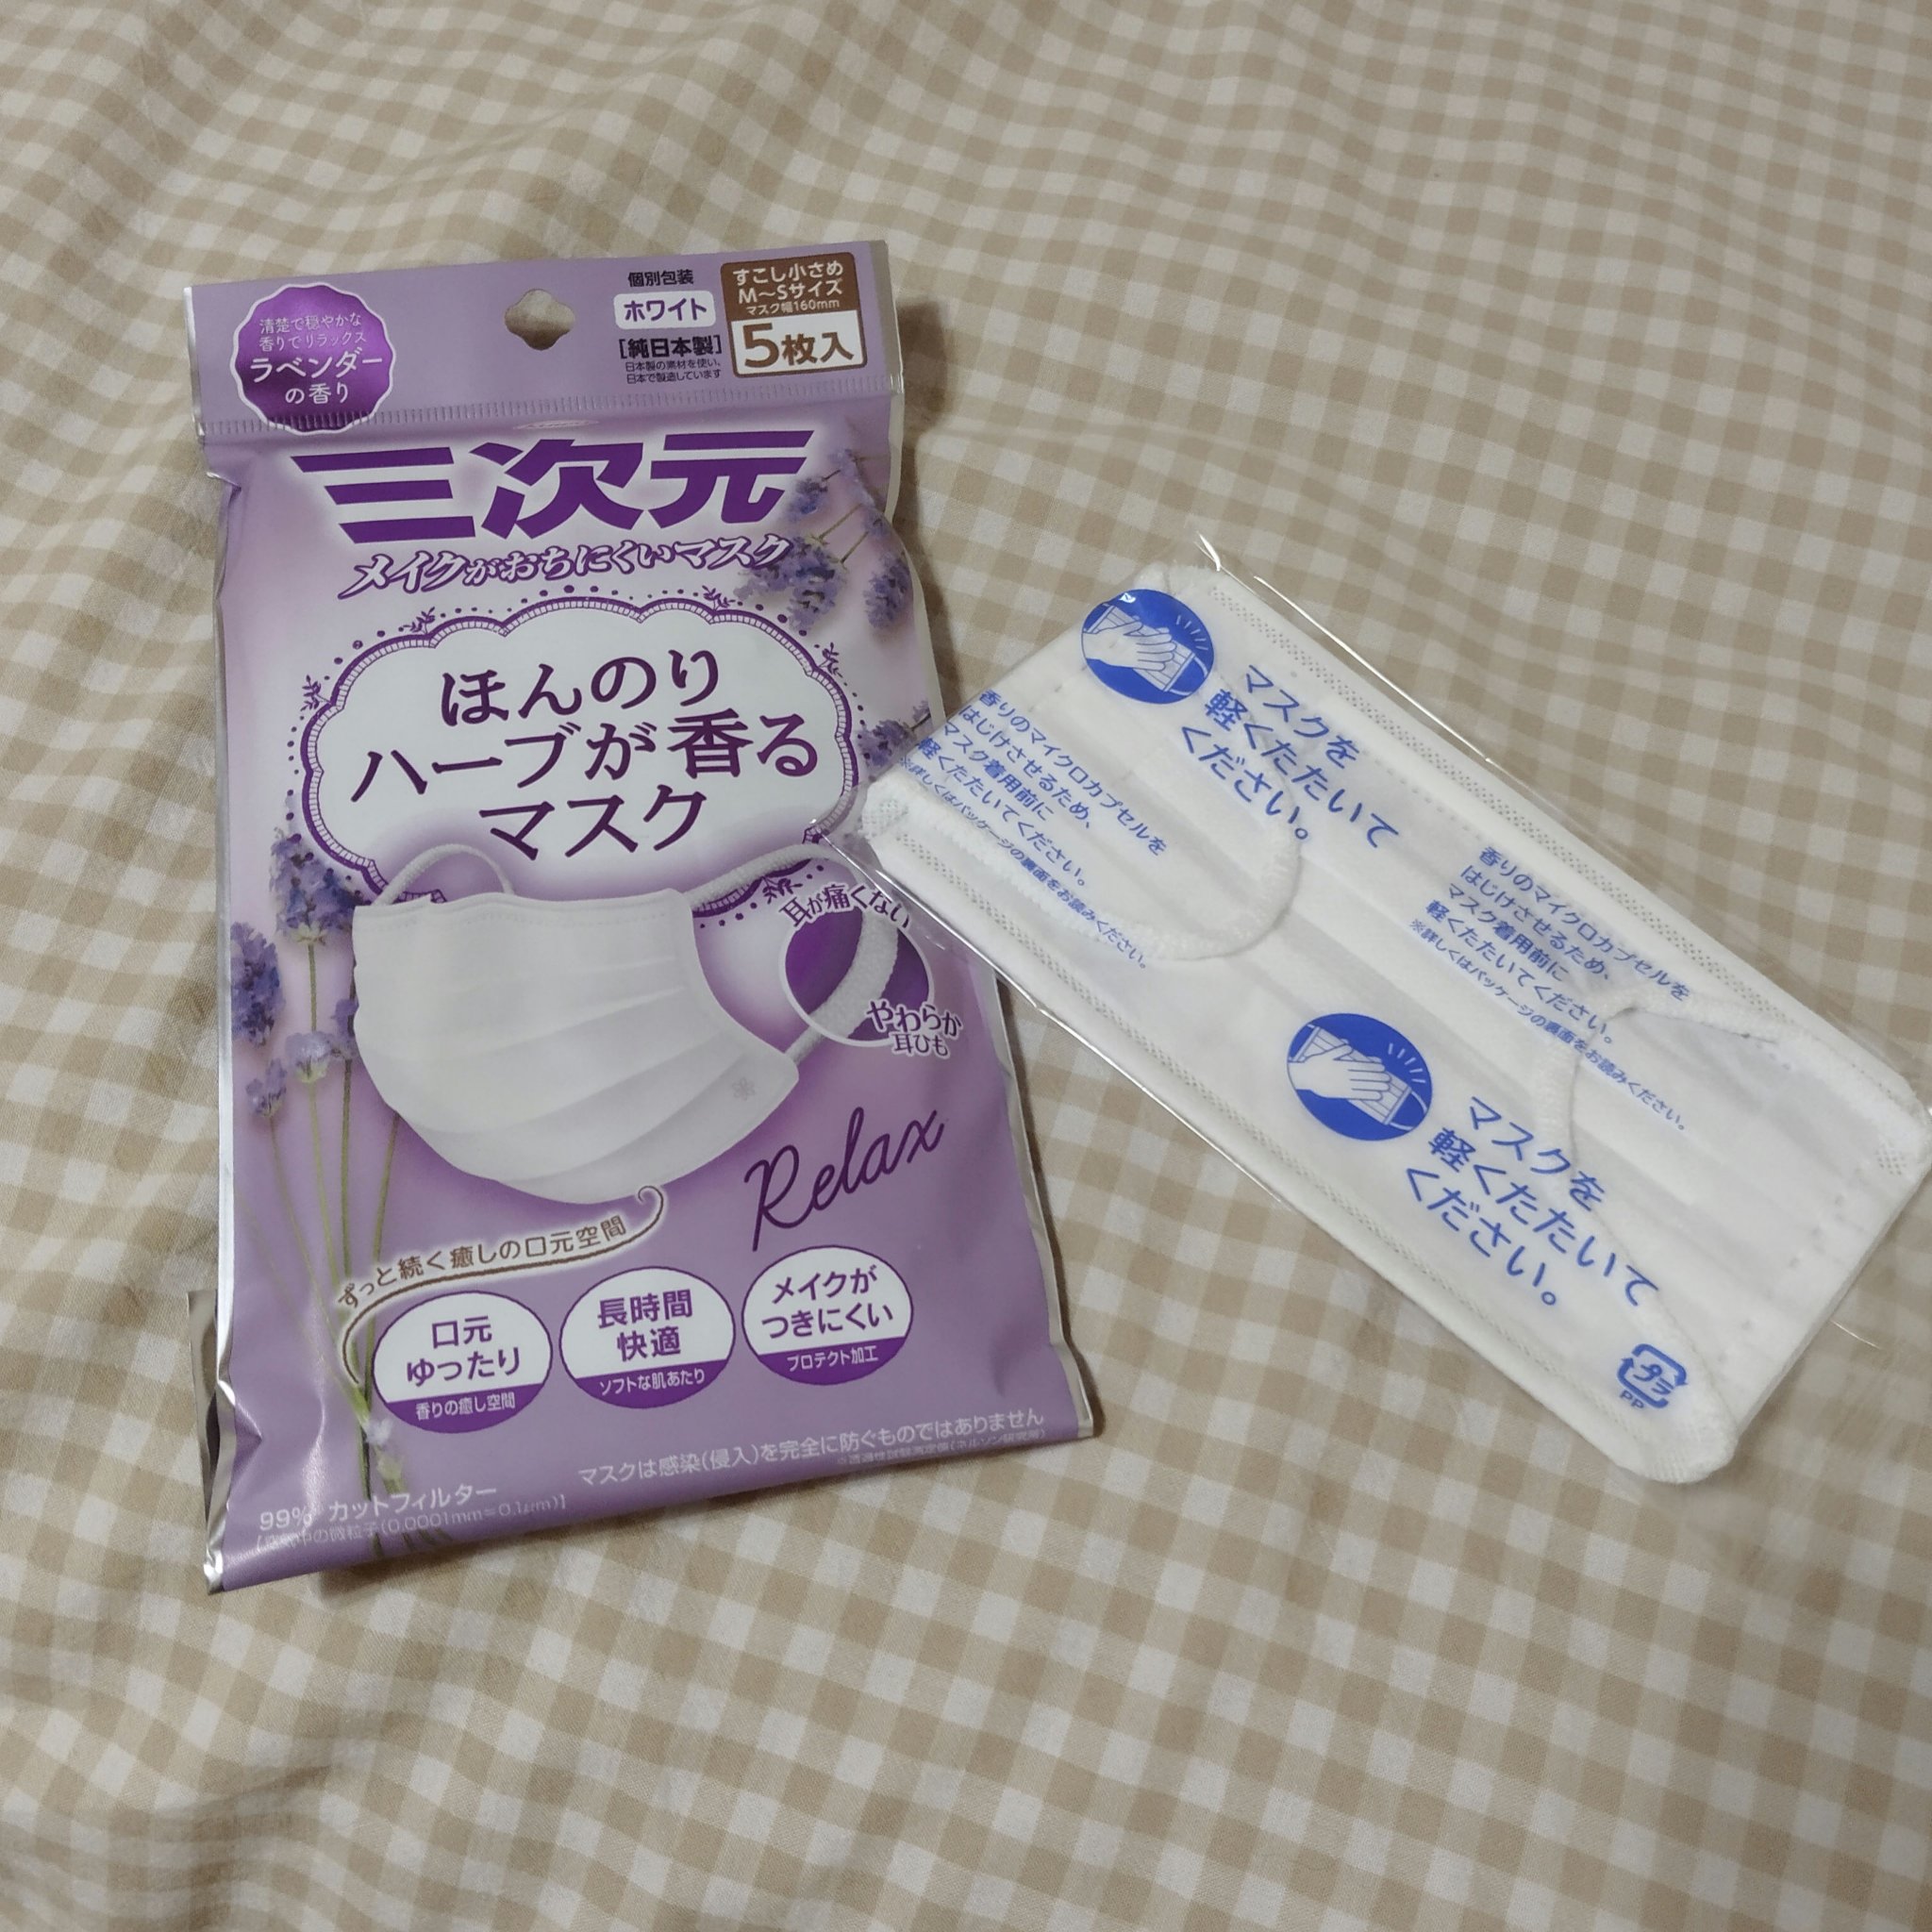 清楚で穏やかな
香りでリラックス
ラベンダー
の香り
個別包装
ホワイト
[純日本製]
日本製の素材を使い、
日本で製造しています
すこし小さめ
M〜Sサイズ
マスク幅160mm
5枚入
三次元
メイクがおちにくいマスク
ほんのり
ハーブが香る
マスク
耳が痛くない
やわらか
耳ひも
Relax
ずっと続く癒しの口元空間
口元
ゆったり
香りの癒し空間
長時間
快適
ソフトな肌あたり
メイクが
つきにくい
プロテクト加工
マスクは感染(侵入)を完全に防ぐものではありません
99%カットフィルター
マスクを
軽くたたいて
ください。
香りのマイクロカプセルを
はじけさせるため、
マスク着用前に
軽くたたいてください。
※詳しくはパッケージの裏面をお読みください。
香りのマイクロカプセルを
はじけさせるため、
マスク着用前に
軽くたたいてください。
※詳しくはパッケージの裏面をお読みください。
マスクを
軽くたたいて
ください。
プラ
PP